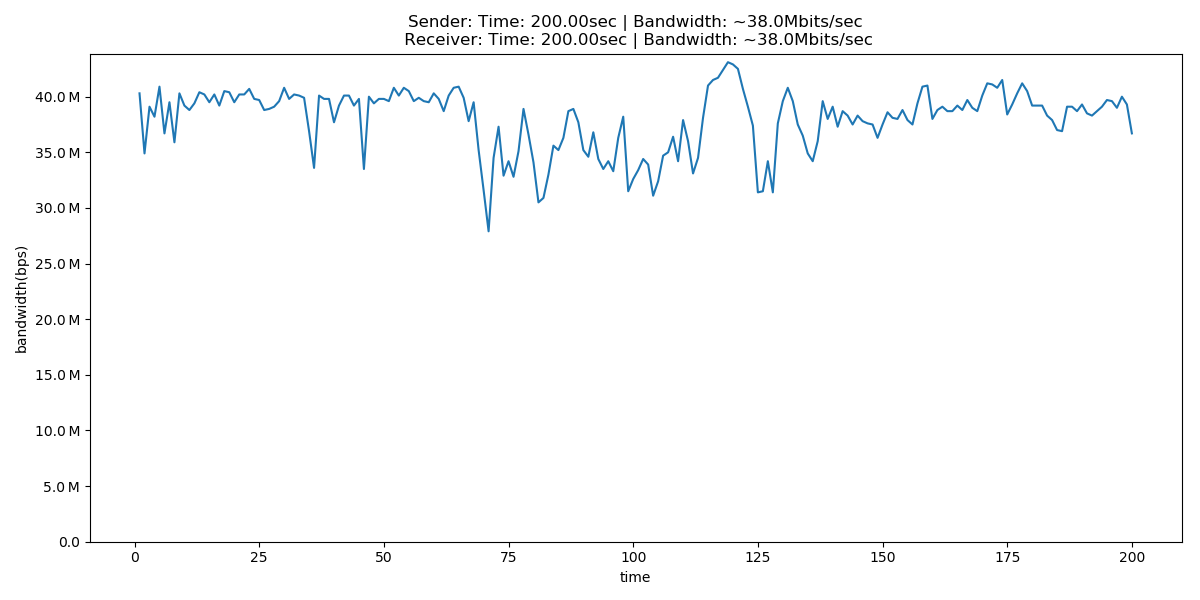 Sender: Time: 200.00sec | Bandwidth: ~38.0Mbits/sec
Receiver: Time: 200.00sec | Bandwidth: ~38.0Mbits/sec
40.0 M
35.0 M
30.0 M
25.0 M
20.0 M
15.0 M
10.0 M
5.0 M
0.0
bandwidth(bps)
0 25 50 75 100 125 150 175 200
time